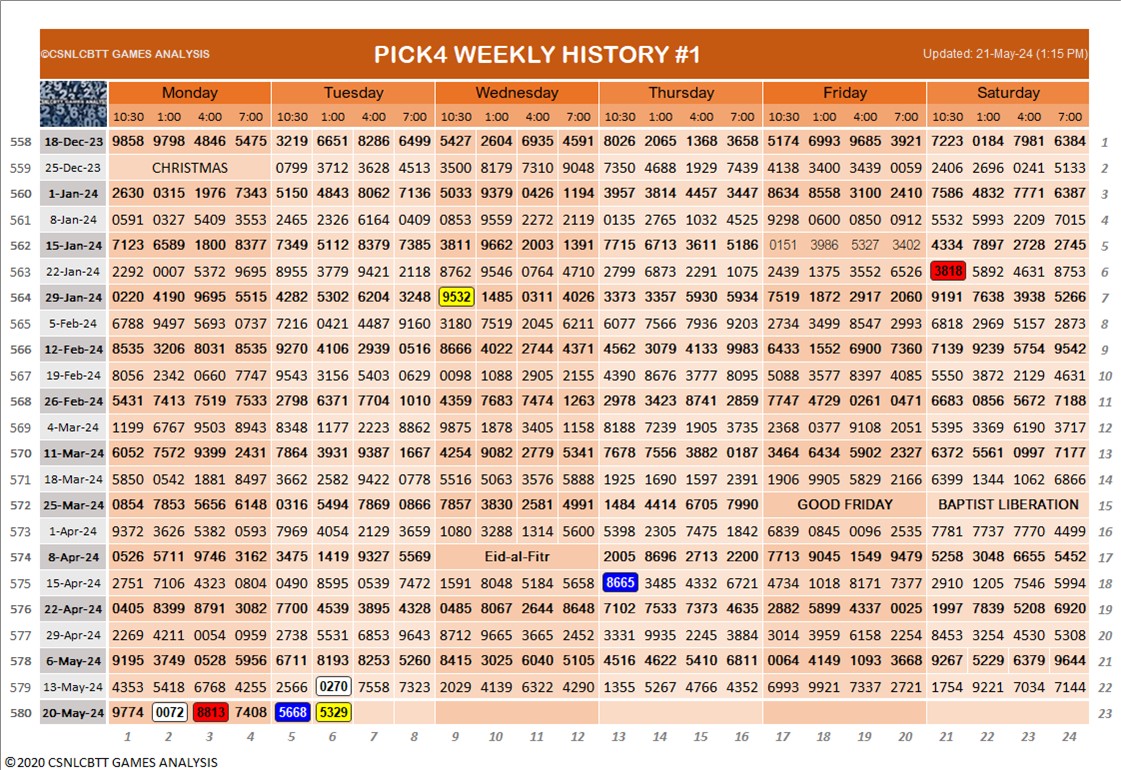 ©CSNLCBTT GAMES ANALYSIS PICK4 WEEKLY HISTORY #1 Updated: 21-May-24 (1:15 PM)
Monday Tuesday Wednesday Thursday Friday Saturday
10:30 1:00 4:00 7:00 10:30 1:00 4:00 7:00 10:30 10:00 4:00 7:00 10:30 1:00 4:00 7:00 10:30 1:00 4:00 7:00 10:30 1:00 4:00 7:00
558 18-Dec-23 9858 9798 4846 5475 3219 6651 8286 6499 5427 2604 6935 4591 8026 2065 1368 3658 5174 6993 9685 3921 7223 0184 7981 6384 1
559 25-Dec-23 CHRISTMAS 0799 3712 3628 4513 3500 8179 7310 9048 7350 4688 1929 7439 4138 3400 3439 0059 2406 2696 0241 5133 2
560 1-Jan-24 2630 0315 1976 7343 5150 4843 8062 7136 5033 9379 0426 1194 3957 3814 4457 3447 8634 8558 3100 2410 7586 4832 7771 6387 3
561 8-Jan-24 0591 0327 5409 3553 2465 2326 6164 0409 0853 9559 2272 2119 0135 2765 1032 4525 9298 0600 0850 0912 5532 5993 2209 7015 4
562 15-Jan-24 7123 6589 1800 8377 7349 5112 8379 7385 3811 9662 2003 1391 7715 6713 3611 5186 0151 3986 5327 3402 4334 7897 2728 2745 5
563 22-Jan-24 2292 0007 5372 9695 8955 3779 9421 2118 8762 9546 0764 4710 2799 6873 2291 1075 2439 1375 3552 6526 3818 5892 4631 8753 6
564 29-Jan-24 0220 4190 9695 5515 4282 5302 6204 3248 9532 1485 0311 4026 3373 3357 5930 5934 7519 1872 2917 2060 9191 7638 3938 5266 7
565 5-Feb-24 6788 9497 5693 0737 7216 0421 4487 9160 3180 7519 2045 6211 6077 7566 7936 9203 2734 3499 8547 2993 6818 2969 5157 2873 8
566 12-Feb-24 8535 3206 8031 8535 9270 4106 2939 0516 8666 4022 2744 4371 4562 3079 4133 9983 6433 1552 6900 7360 7139 9239 5754 9542 9
567 19-Feb-24 8056 2342 0660 7747 9543 3156 5403 0629 0098 1088 2905 2155 4390 8676 3777 8095 5088 3577 8397 4085 5550 3872 2129 4631 10
568 26-Feb-24 5431 7413 7519 7533 2798 6371 7704 1010 4359 7683 7474 1263 2978 3423 8741 2859 7747 4729 0261 0471 6683 0856 5672 7188 11
569 4-Mar-24 1199 6767 9503 8943 8348 1177 2223 8862 9875 1878 3405 1158 8188 7239 1905 3735 2368 0377 9108 2051 5395 3369 6190 3717 12
570 11-Mar-24 6052 7572 9399 2431 7864 3931 9387 1667 4254 9082 2779 5341 7678 7556 3882 0187 3464 6434 5902 2327 6372 5561 0997 7177 13
571 18-Mar-24 5850 0542 1881 8497 3662 2582 9422 0778 5516 5063 3576 5888 1925 1690 1597 2391 1906 9905 5829 2166 6399 1344 1062 6866 14
572 25-Mar-24 0854 7853 5656 6148 0316 5494 7869 0866 7857 3830 2581 4991 1484 4414 6705 7990 GOOD FRIDAY BAPTIST LIBERATION 15
573 1-Apr-24 9372 3626 5382 0593 7969 4054 2129 3659 1080 3288 1314 5600 5398 2305 7475 1842 6839 0845 0096 2535 7781 7737 7770 4499 16
574 8-Apr-24 0526 5711 9746 3162 3475 1419 9327 5569 Eid-al-Fitr 2005 8696 2713 2200 7713 9045 1549 9479 5258 3048 6655 5452 17
575 15-Apr-24 2751 7106 4323 0804 0490 8595 0539 7472 1591 8048 5184 5658 8665 3485 4332 6721 4734 1018 8171 7377 2910 1205 7546 5994 18
576 22-Apr-24 0405 8399 8791 3082 7700 4539 3895 4328 0485 8067 2644 8648 7102 7533 7373 4635 2882 5899 4337 0025 1997 7839 5208 6920 19
577 29-Apr-24 2269 4211 0054 0959 2738 5531 6853 9643 8712 9665 3665 2452 3331 9935 2245 3884 3014 3959 6158 2254 8453 3254 4530 5308 20
578 6-May-24 9195 3749 0528 5956 6711 8193 8253 5260 8415 3025 6040 5105 4516 4622 5410 6811 0064 4149 1093 3668 9267 5229 6379 9644 21
579 13-May-24 4353 5418 6768 4255 2566 0270 7558 7323 2029 4139 6322 4290 1355 5267 4766 4352 6993 9921 7337 2721 1754 9221 7034 7144 22
580 20-May-24 9774 0072 8813 7408 5668 5329 23
1 2 3 4 5 6 7 8 9 10 11 12 13 14 15 16 17 18 19 20 21 22 23 24
©2020 CSNLCBTT GAMES ANALYSIS